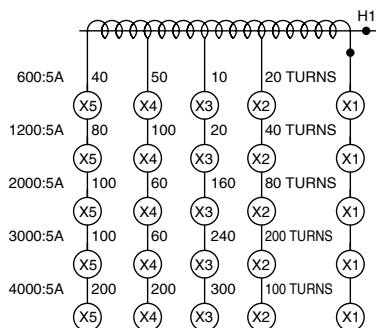 H1
600:5A 40 50 10 20 TURNS
X5 X4 X3 X2 X1
1200:5A 80 100 20 40 TURNS
X5 X4 X3 X2 X1
2000:5A 100 60 160 80 TURNS
X5 X4 X3 X2 X1
3000:5A 100 60 240 200 TURNS
X5 X4 X3 X2 X1
4000:5A 200 200 300 100 TURNS
X5 X4 X3 X2 X1